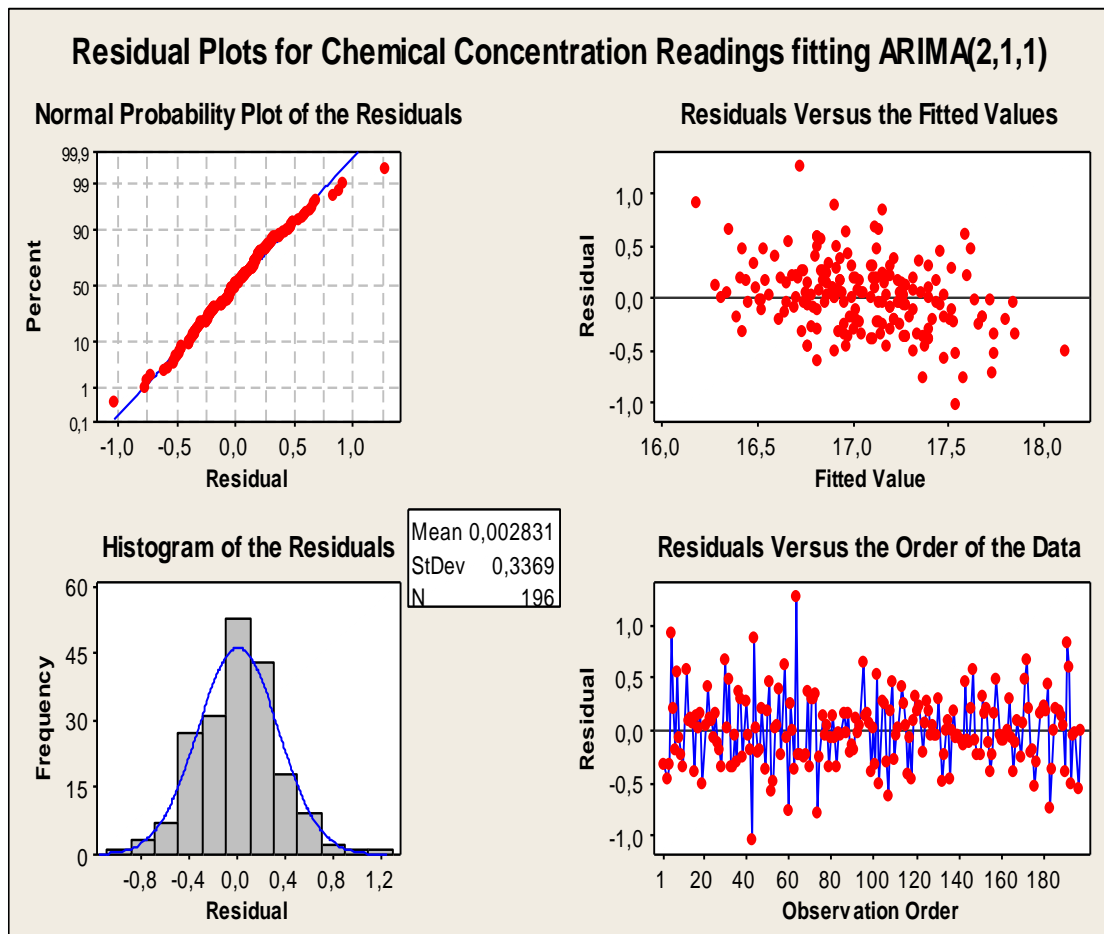 Residual Plots for Chemical Concentration Readings fitting ARIMA(2,1,1)
Normal Probability Plot of the Residuals
99,9
99
90
50
10
1
0,1
Percent
-1,0 -0,5 0,0 0,5 1,0
Residual
Residuals Versus the Fitted Values
1,0
0,5
0,0
-0,5
-1,0
Residual
16,0 16,5 17,0 17,5 18,0
Fitted Value
Histogram of the Residuals
Mean 0,002831
StDev 0,3369
N 196
60
45
30
15
0
Frequency
-0,8 -0,4 0,0 0,4 0,8 1,2
Residual
Residuals Versus the Order of the Data
1,0
0,5
0,0
-0,5
-1,0
Residual
1 20 40 60 80 100 120 140 160 180
Observation Order